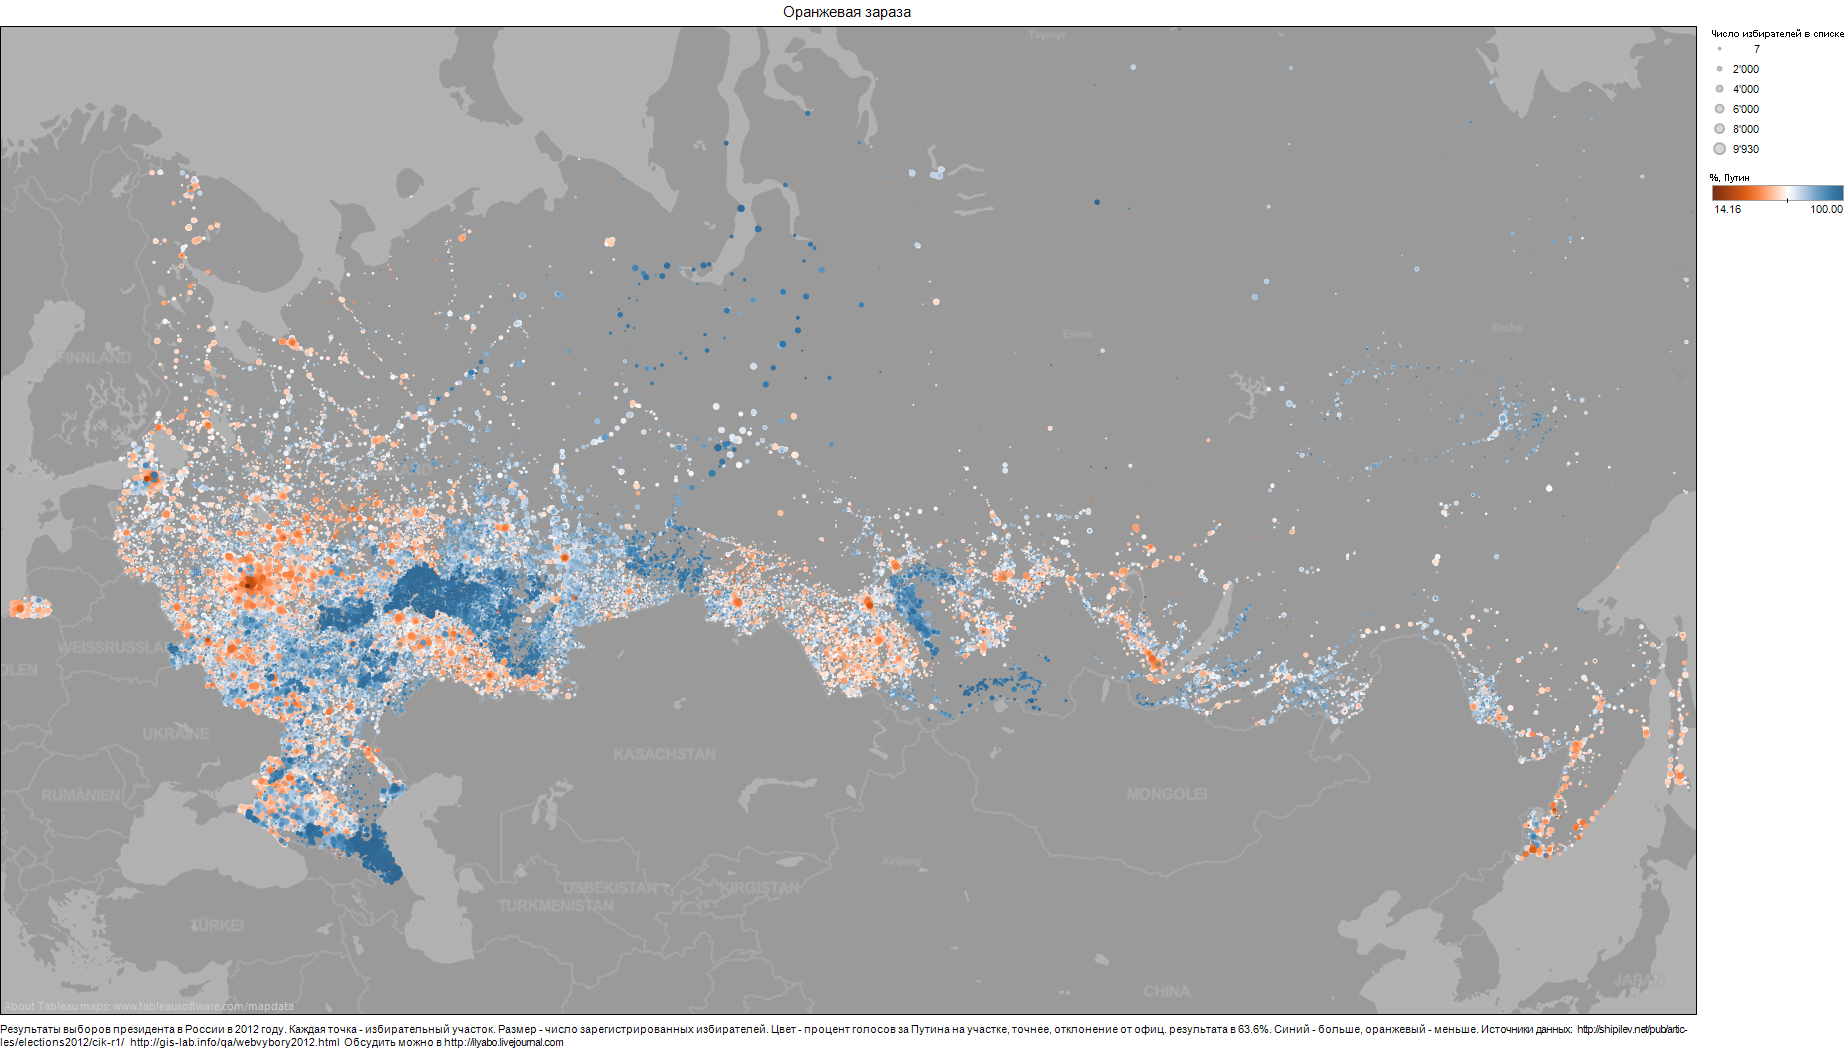 Оранжевая зараза
Число избирателей в списке
7
2'000
4'000
6'000
8'000
9'930
%, Путин
14.16 100.00
Taymyr
FINNLAND
Evenk
Sacha
WEISSRUSSLA
OLEN
UKRAINE
KASACHSTAN
RUMÄNIEN
MONGOLEI
Xinjiang
USBEKISTAN
KIRGISTAN
TURKMENISTAN
TÜRKEI
CHINA
JAPAN
About Tableau maps: www.tableausoftware.com/mapdata
Результаты выборов президента в России в 2012 году. Каждая точка - избирательный участок. Размер - число зарегистрированных избирателей. Цвет - процент голосов за Путина на участке, точнее, отклонение от офиц. результата в 63.6%. Синий - больше, оранжевый - меньше. Источники данных: http://shipilev.net/pub/artic-
les/elections2012/cik-r1/ http://gis-lab.info/qa/webvybory2012.html Обсудить можно в http://ilyabo.livejournal.com